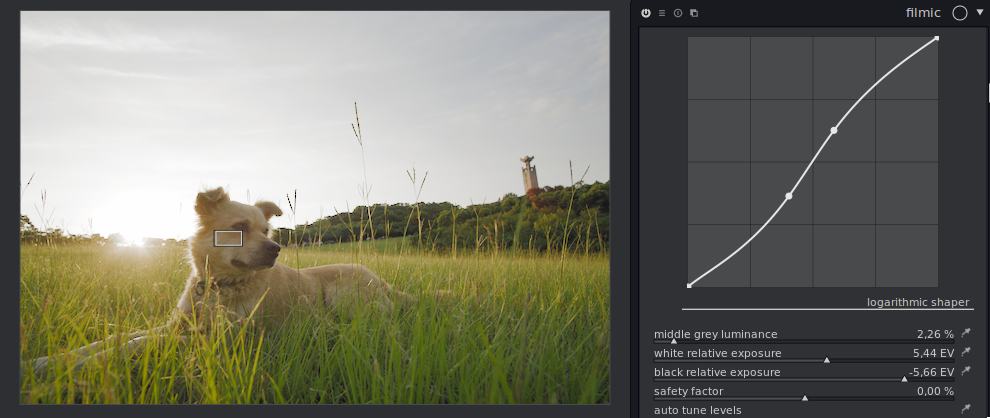 filmic
logarithmic shaper
middle grey luminance 2,26 %
white relative exposure 5,44 EV
black relative exposure -5,66 EV
safety factor 0,00 %
auto tune levels